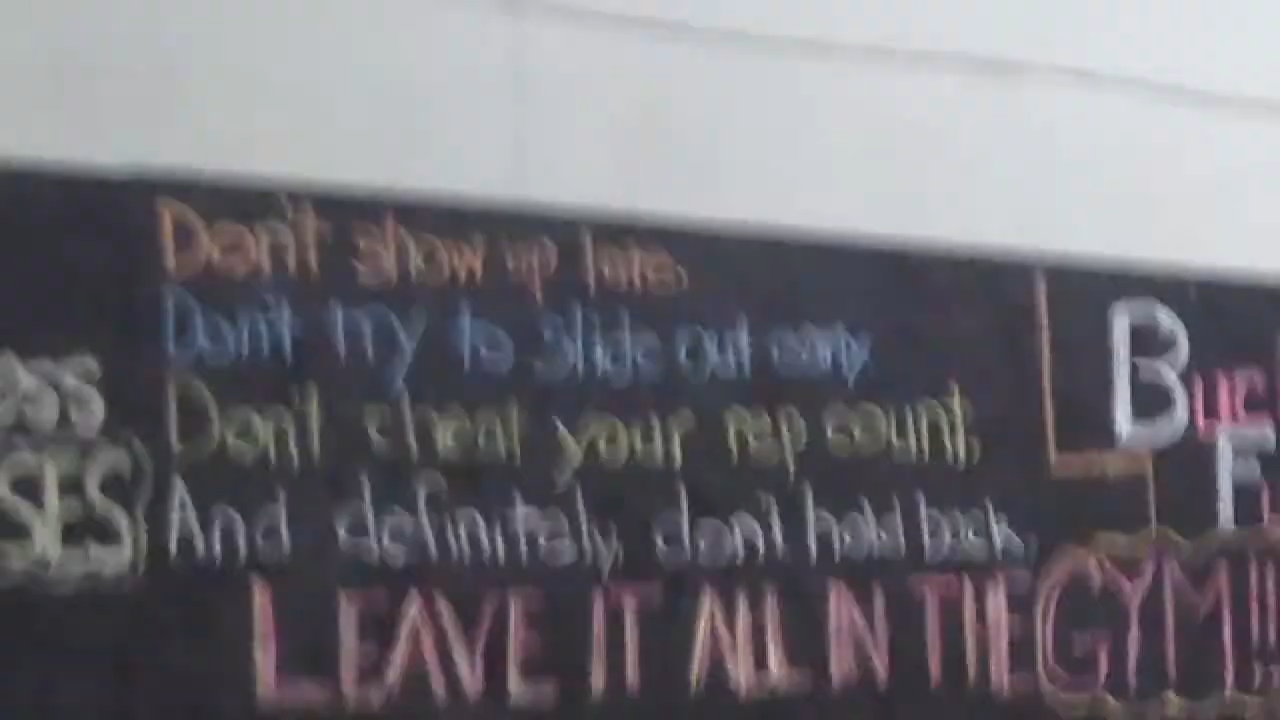 Don't show up late.
Don't try to slide out early
Don't cheat your rep count.
And definitely, don't hold back.
LEAVE IT ALL IN THE GYM!!